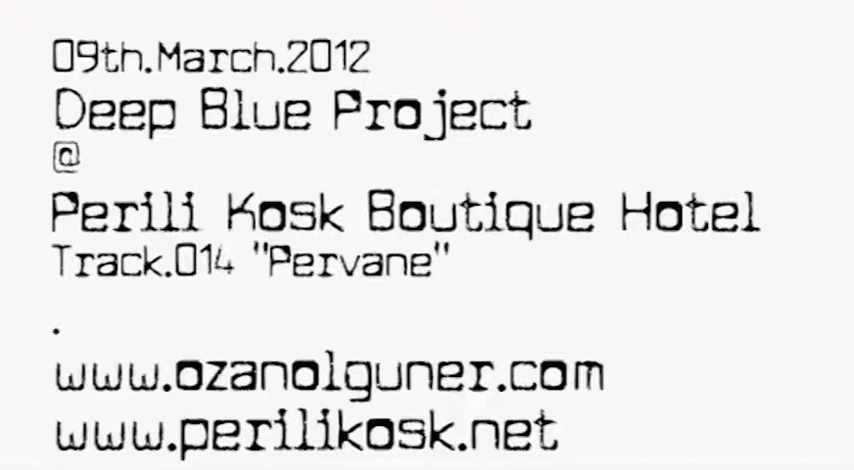 09th.March.2012
Deep Blue Project
@
Perili Kosk Boutique Hotel
Track.014 "Pervane"
.
www.ozanolguner.com
www.perilikosk.net